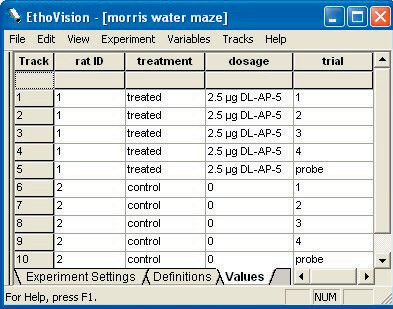 EthoVision - [morris water maze]
File Edit View Experiment Variables Tracks Help
Track rat ID treatment dosage trial
1 1 treated 2.5 µg DL-AP-5 1
2 1 treated 2.5 µg DL-AP-5 2
3 1 treated 2.5 µg DL-AP-5 3
4 1 treated 2.5 µg DL-AP-5 4
5 1 treated 2.5 µg DL-AP-5 probe
6 2 control 0 1
7 2 control 0 2
8 2 control 0 3
9 2 control 0 4
10 2 control 0 probe
Experiment Settings Definitions Values
For Help, press F1. NUM